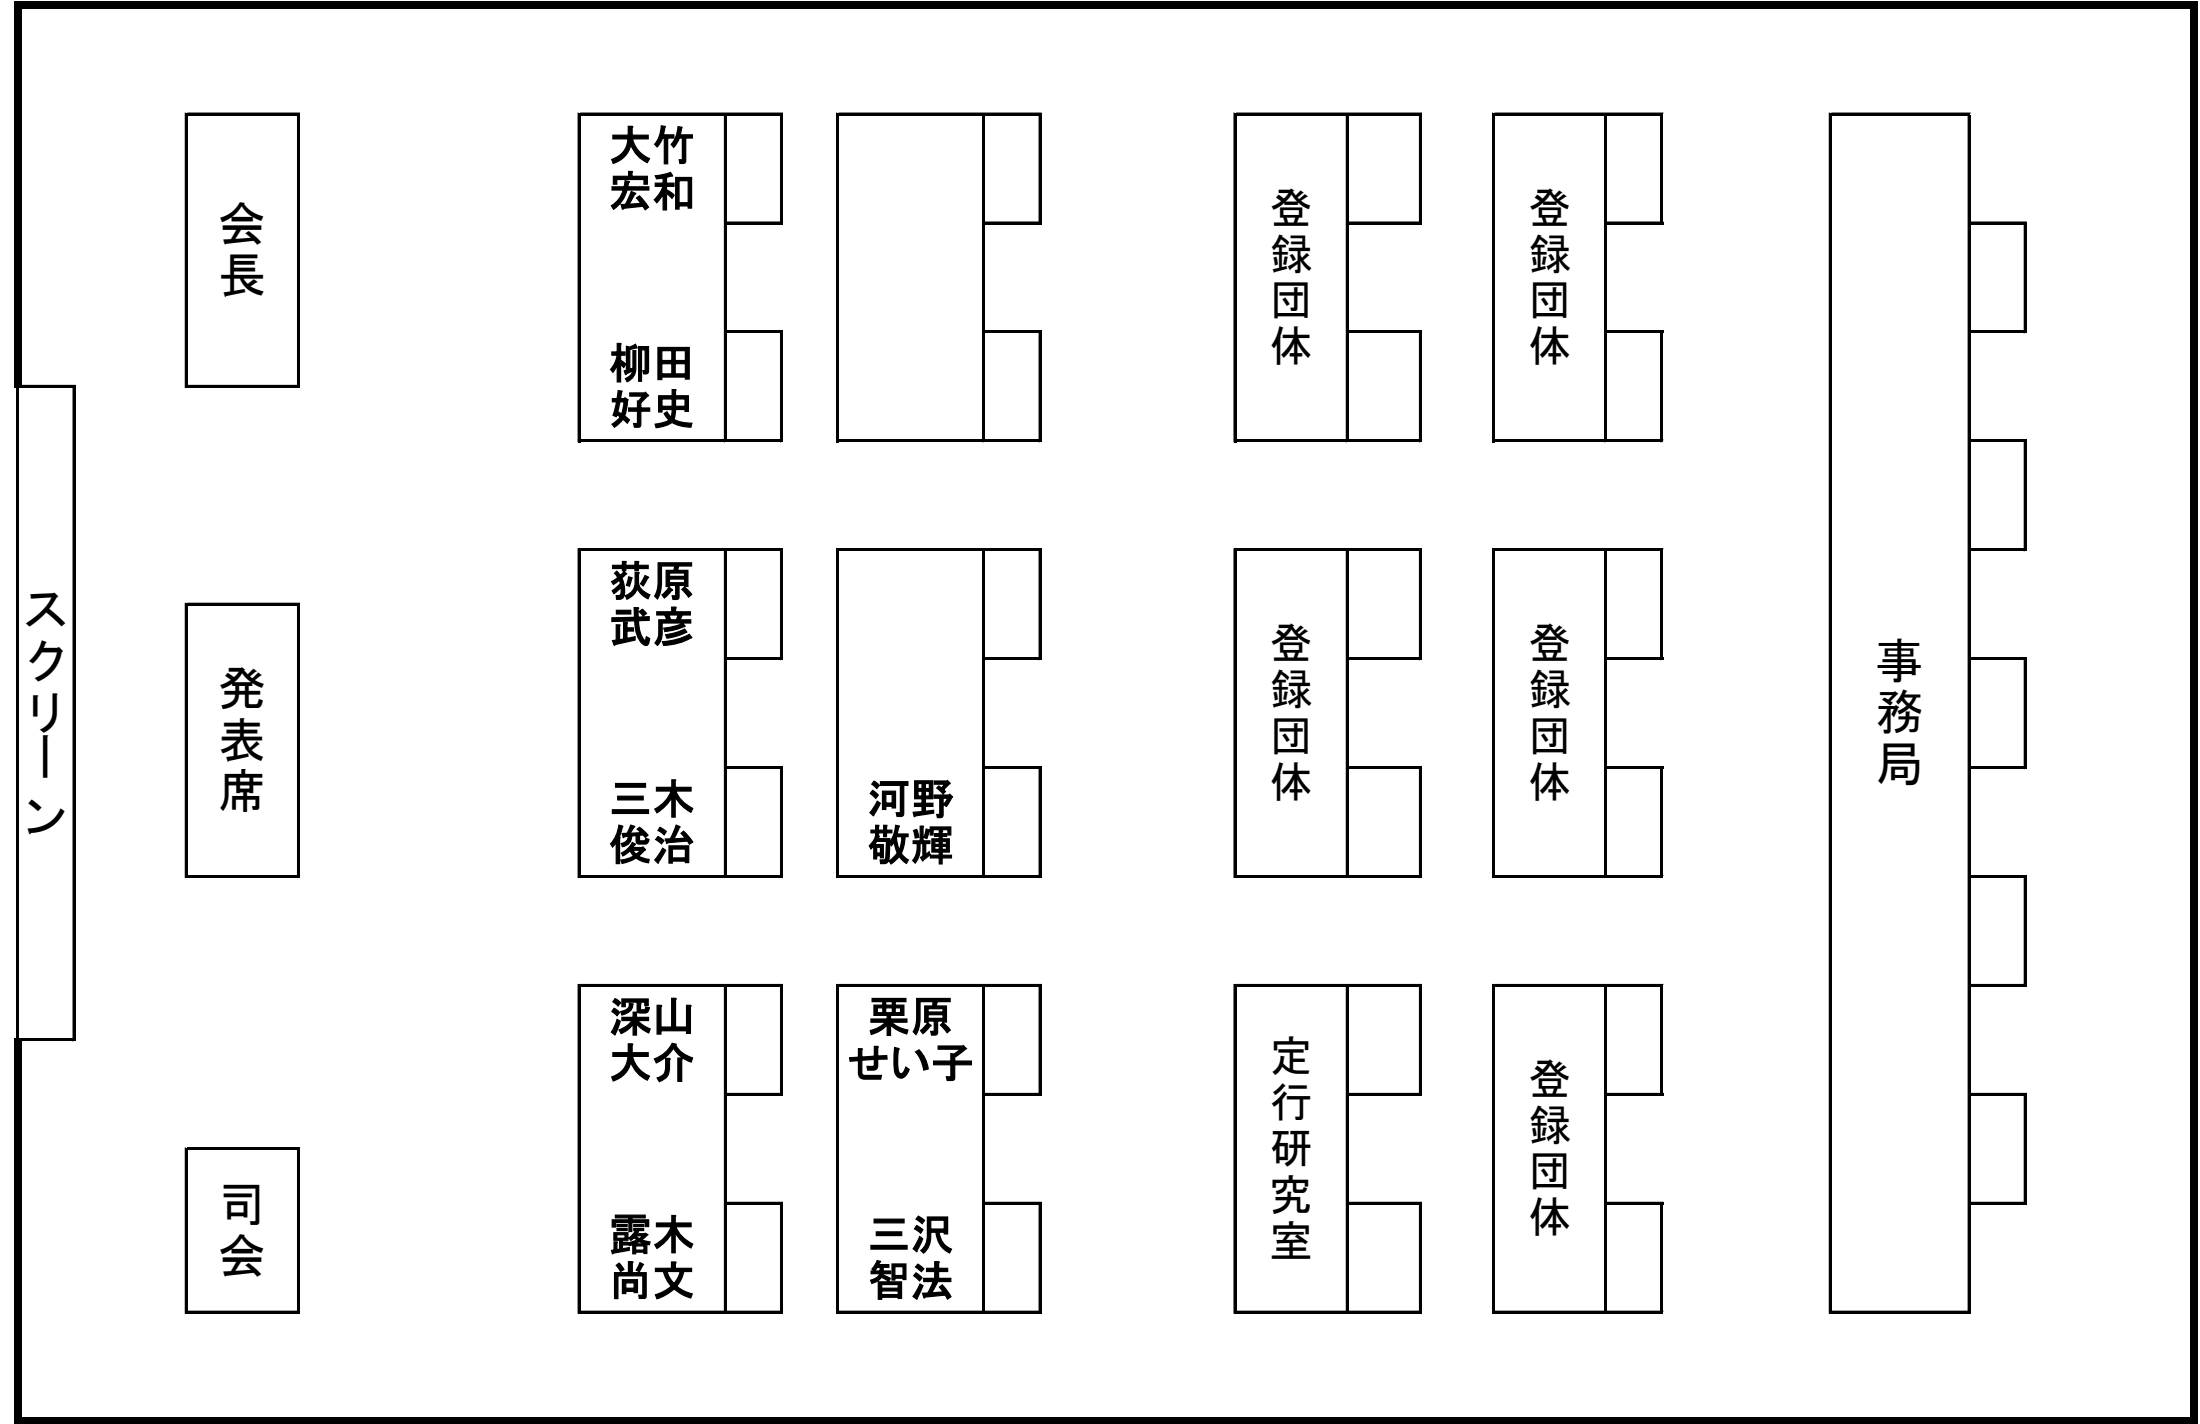 スクリーン
会長
発表席
司会
大竹
宏和
柳田
好史
荻原
武彦
三木
俊治
深山
大介
露木
尚文
河野
敬輝
栗原
せい子
三沢
智法
登録団体
登録団体
定行研究室
登録団体
登録団体
登録団体
事務局